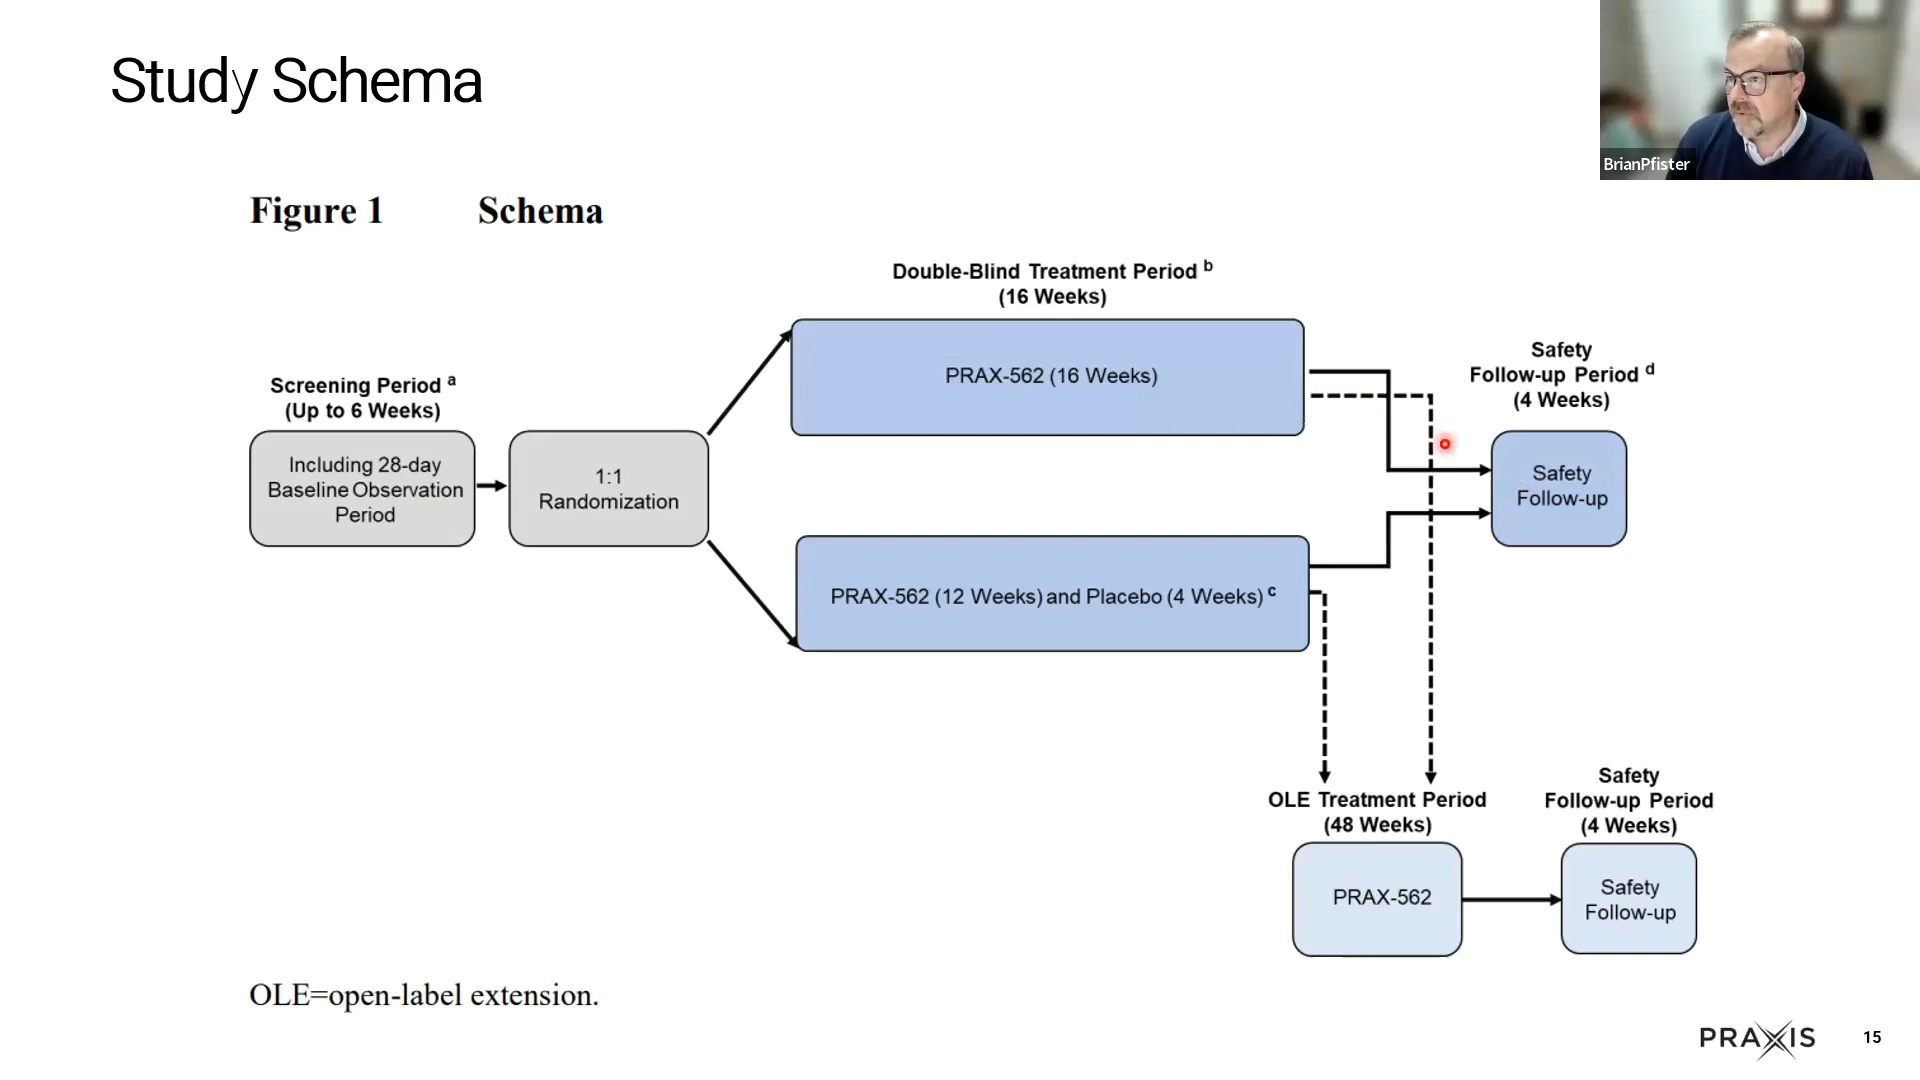 Study Schema
BrianPfister
Figure 1 Schema
Double-Blind Treatment Period b
(16 Weeks)
PRAX-562 (16 Weeks)
Safety
Follow-up Period d
(4 Weeks)
Screening Period a
(Up to 6 Weeks)
Including 28-day
Baseline Observation
Period
1:1
Randomization
Safety
Follow-up
PRAX-562 (12 Weeks) and Placebo (4 Weeks) c
OLE Treatment Period
(48 Weeks)
Safety
Follow-up Period
(4 Weeks)
PRAX-562
Safety
Follow-up
OLE=open-label extension.
PRAXIS
15